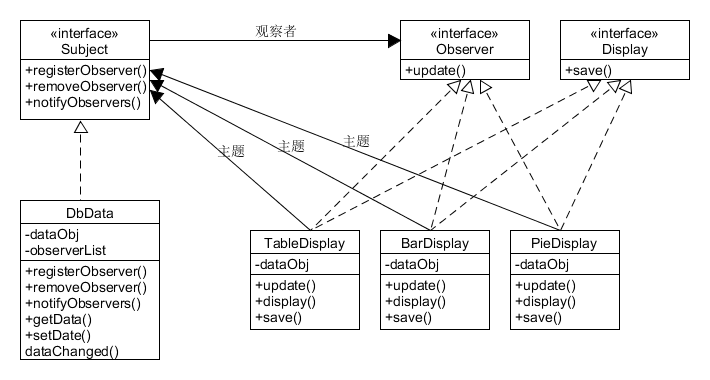 «interface»
Subject
+registerObserver()
+removeObserver()
+notifyObservers()
观察者
«interface»
Observer
+update()
«interface»
Display
+save()
主题
主题
主题
DbData
-dataObj
-observerList
+registerObserver()
+removeObserver()
+notifyObservers()
+getData()
+setDate()
dataChanged()
TableDisplay
-dataObj
+update()
+display()
+save()
BarDisplay
-dataObj
+update()
+display()
+save()
PieDisplay
-dataObj
+update()
+display()
+save()